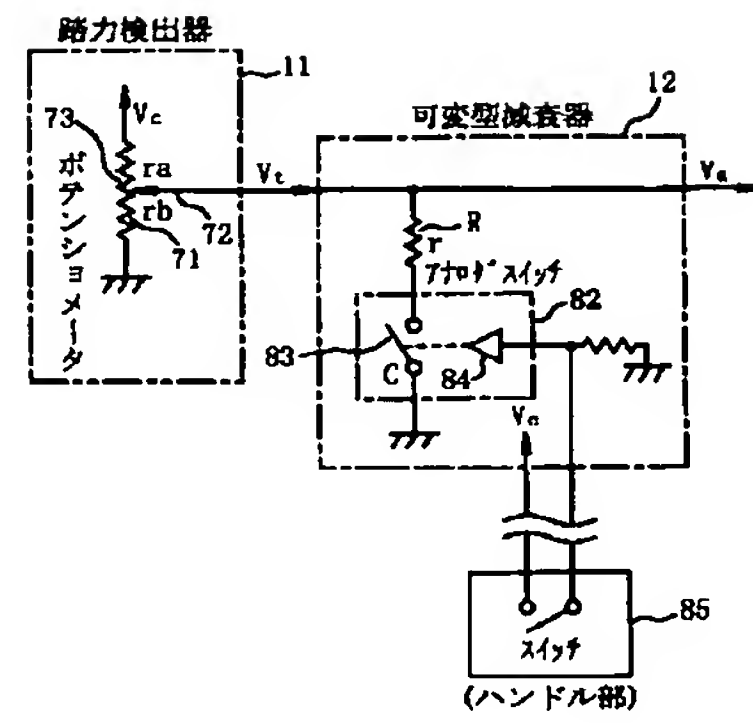 踏力検出器
11
Vc
73
ポテンショメータ
ra
rb
72
71
Vt
可変型減衰器
12
Va
R
r
アナログスイッチ
82
83
C
84
Vc
85
スイッチ
(ハンドル部)